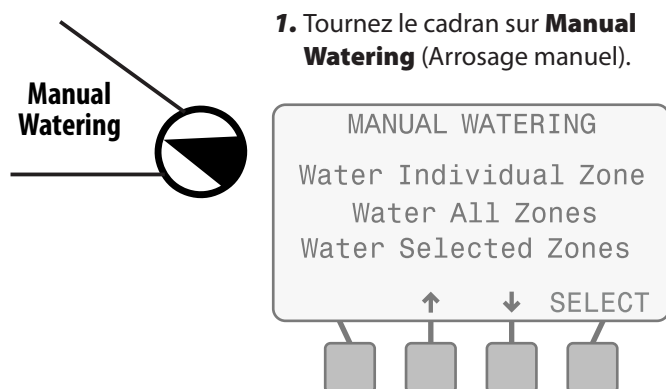 1. Tournez le cadran sur Manual
Watering (Arrosage manuel).
Manual
Watering
MANUAL WATERING
Water Individual Zone
Water All Zones
Water Selected Zones
↑ ↓ SELECT